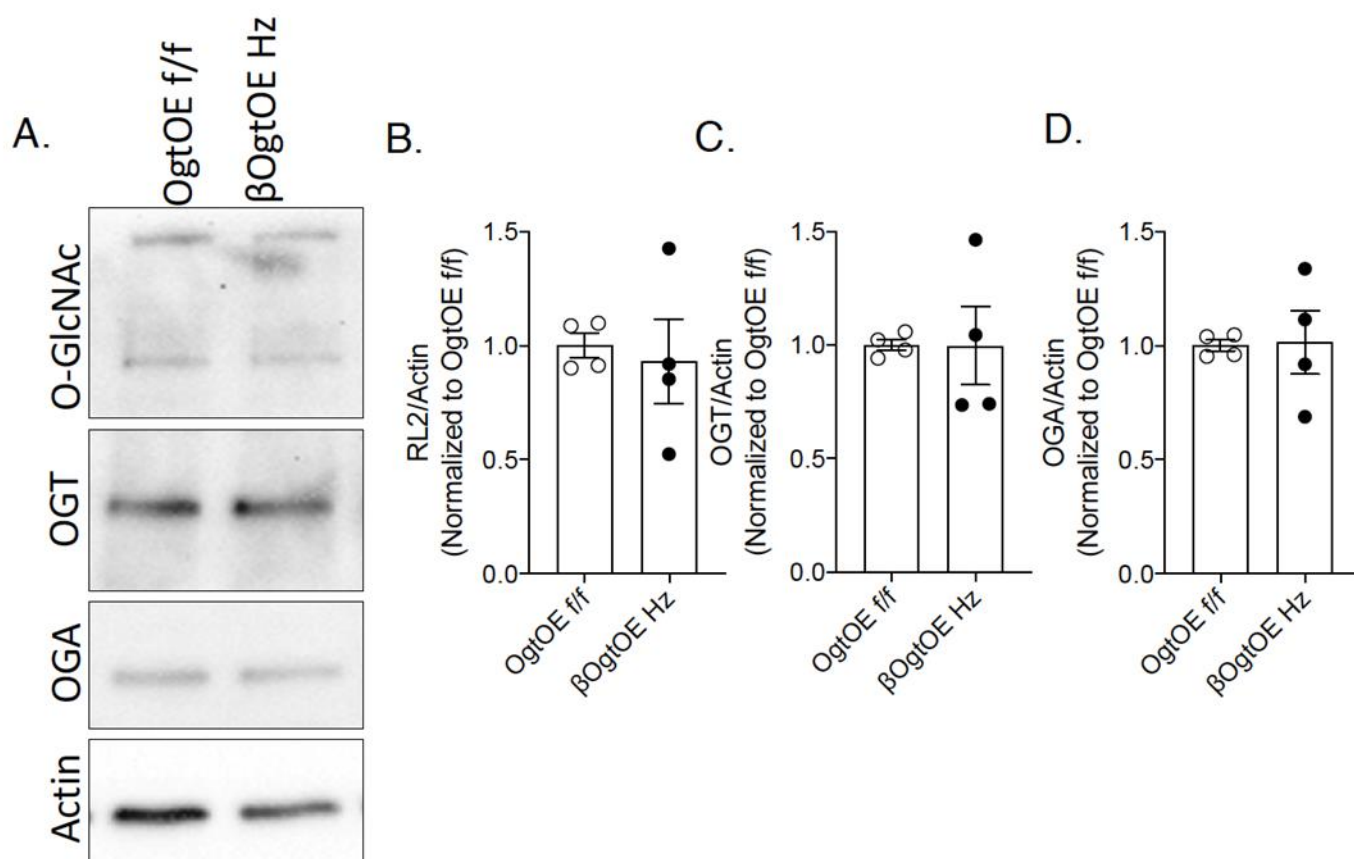 A.
OgtOE f/f
βOgtOE Hz
O-GlcNAc
OGT
OGA
Actin
B.
RL2/Actin
(Normalized to OgtOE f/f)
1.5
1.0
0.5
0.0
OgtOE f/f
βOgtOE Hz
C.
OGT/Actin
(Normalized to OgtOE f/f)
1.5
1.0
0.5
0.0
OgtOE f/f
βOgtOE Hz
D.
OGA/Actin
(Normalized to OgtOE f/f)
1.5
1.0
0.5
0.0
OgtOE f/f
βOgtOE Hz